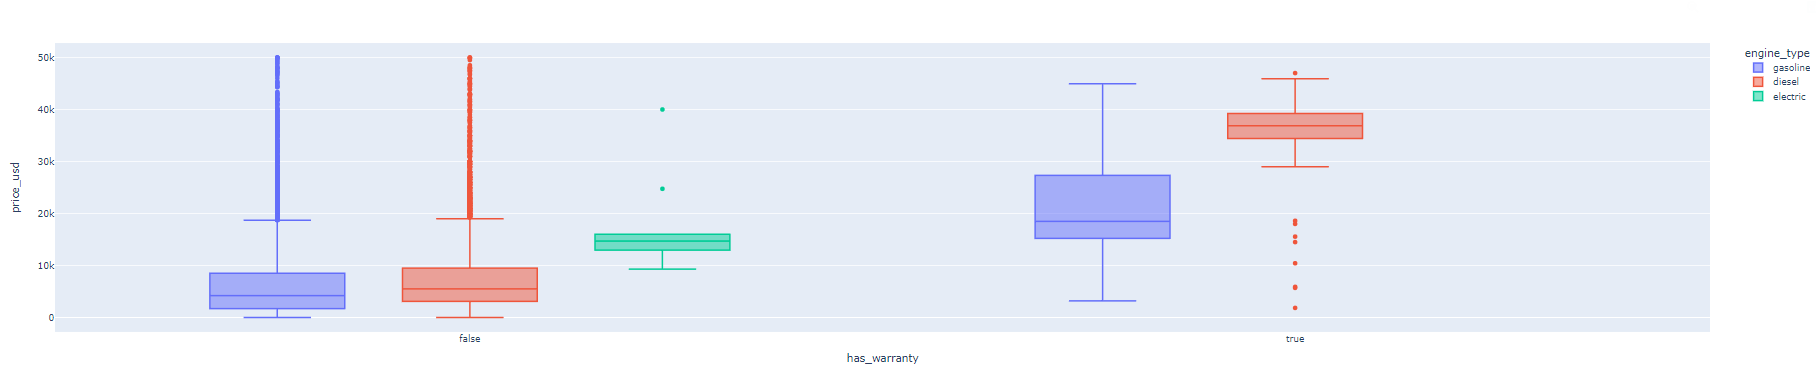 engine_type
gasoline
diesel
electric
price_usd
50k
40k
30k
20k
10k
0
false
true
has_warranty